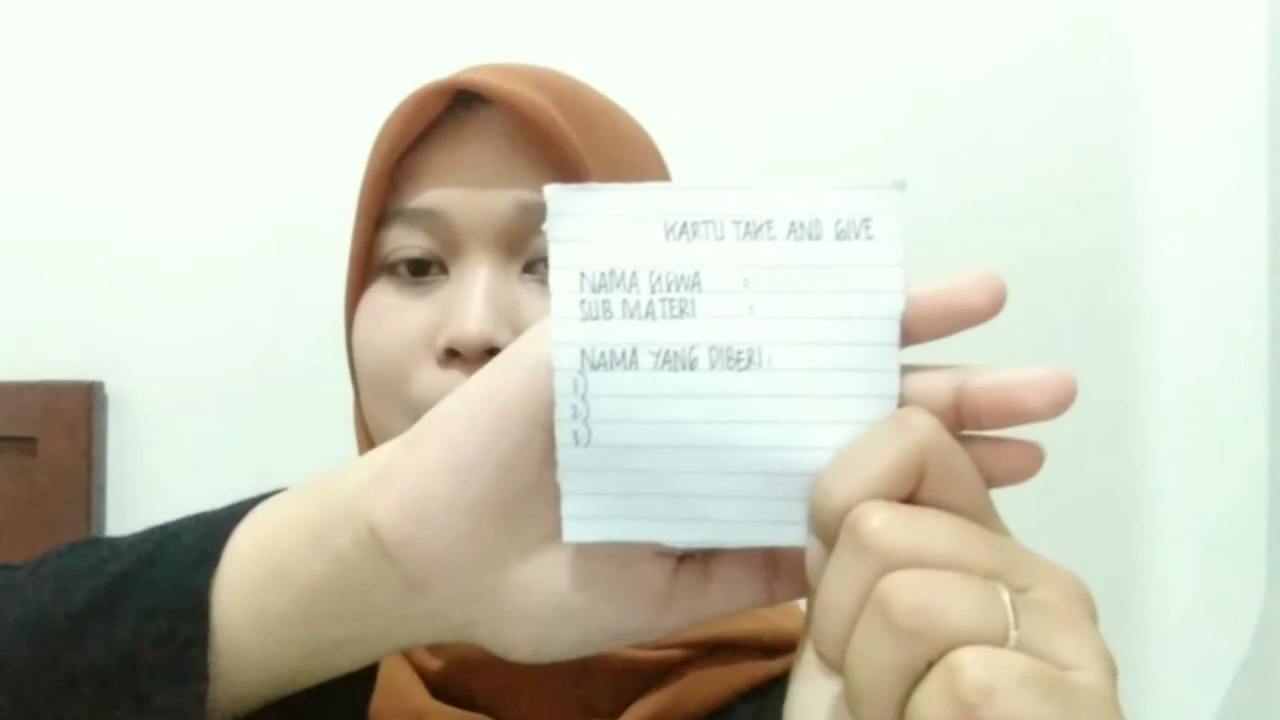 KARTU TAKE AND GIVE
NAMA SISWA :
SUB MATERI :
NAMA YANG DIBERI :
1)
2)
3)